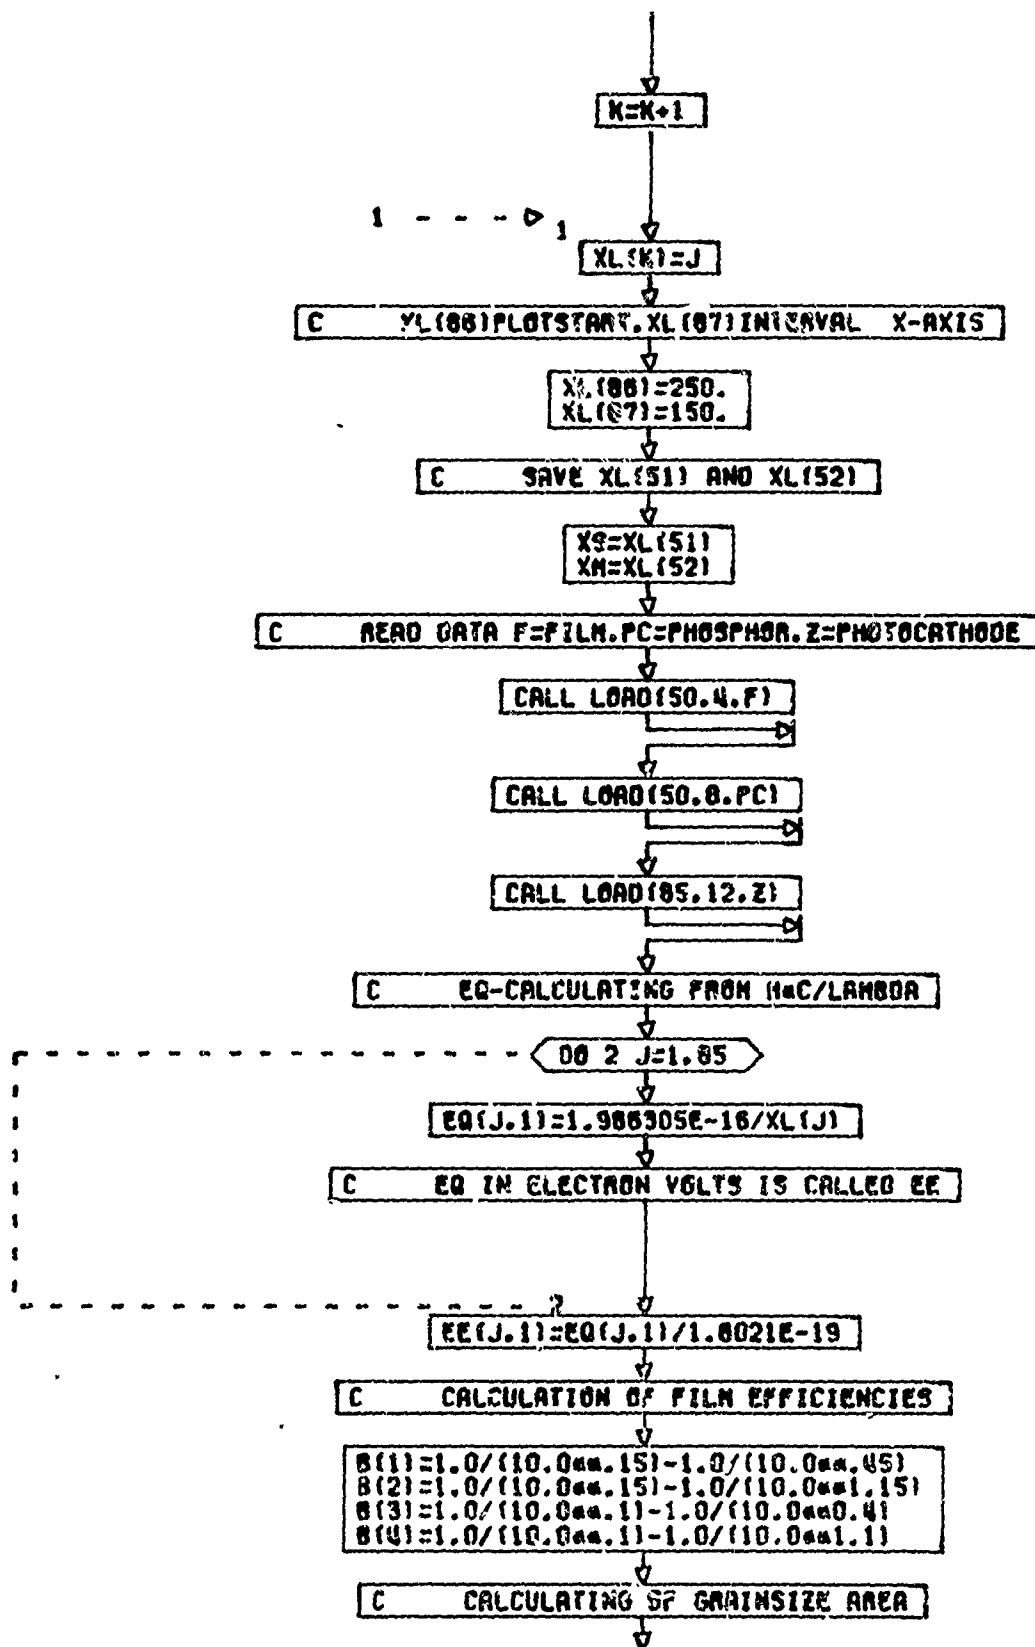 K=K+1
1
1
XL(K)=J
C XL(86)PLOTSTART.XL(87)INTERVAL X-AXIS
XL(86)=250.
XL(87)=150.
C SAVE XL(51) AND XL(52)
XS=XL(51)
XM=XL(52)
C READ DATA F=FILM.PC=PHOSPHOR.Z=PHOTOCATHODE
CALL LOAD(50.4.F)
CALL LOAD(50.8.PC)
CALL LOAD(85.12.Z)
C EQ-CALCULATING FROM H*C/LAMBDA
DO 2 J=1.85
EQ(J.1)=1.986305E-16/XL(J)
C EQ IN ELECTRON VOLTS IS CALLED EE
2
EE(J.1)=EQ(J.1)/1.6021E-19
C CALCULATION OF FILM EFFICIENCIES
B(1)=1.0/(10.0**.15)-1.0/(10.0**.45)
B(2)=1.0/(10.0**.15)-1.0/(10.0**1.15)
B(3)=1.0/(10.0**.1)-1.0/(10.0**0.4)
B(4)=1.0/(10.0**.1)-1.0/(10.0**1.1)
C CALCULATING OF GRAINSIZE AREA